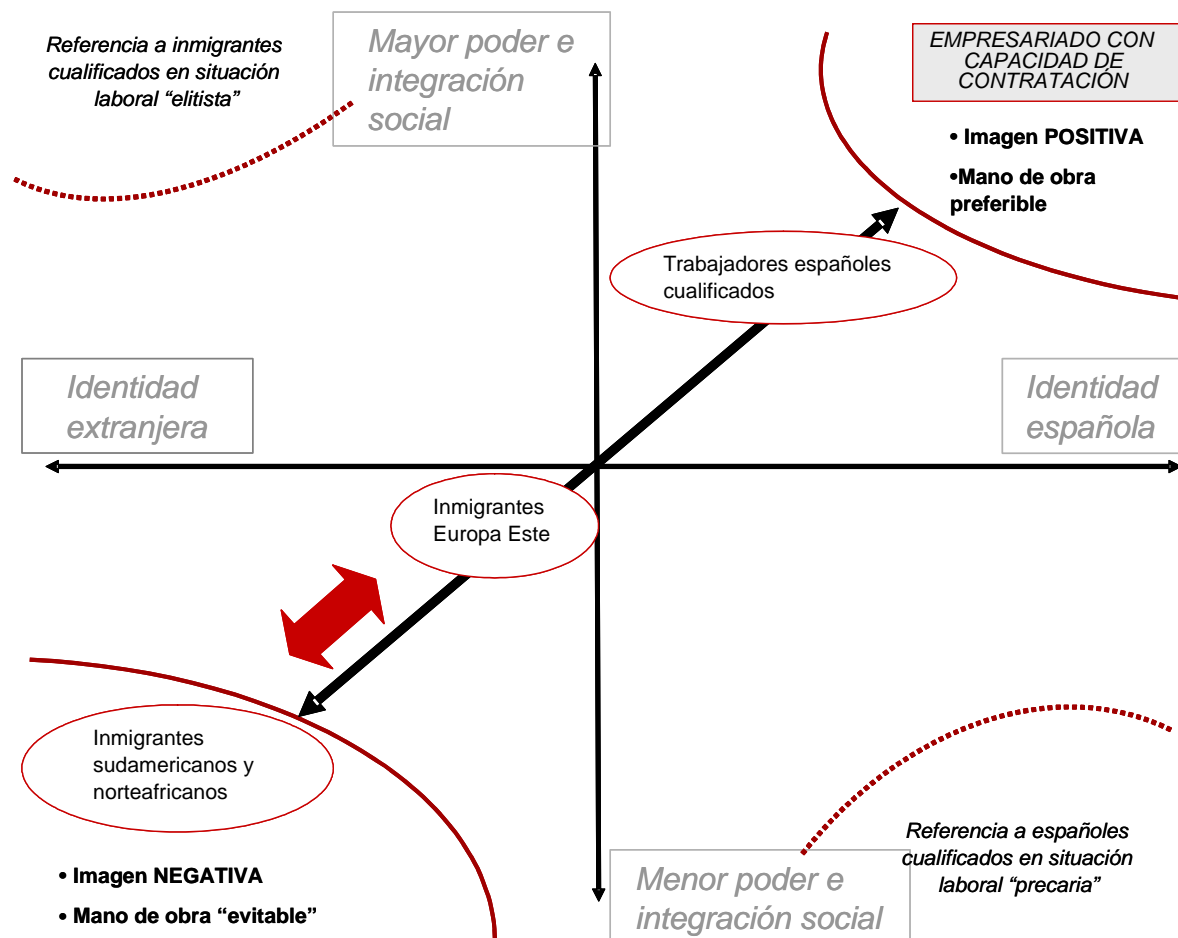 Referencia a inmigrantes
cualificados en situación
laboral “elitista”
Mayor poder e
integración
social
EMPRESARIADO CON
CAPACIDAD DE
CONTRATACIÓN
• Imagen POSITIVA
•Mano de obra
preferible
Trabajadores españoles
cualificados
Identidad
extranjera
Identidad
española
Inmigrantes
Europa Este
Inmigrantes
sudamericanos y
norteafricanos
• Imagen NEGATIVA
• Mano de obra “evitable”
Menor poder e
integración social
Referencia a españoles
cualificados en situación
laboral “precaria”